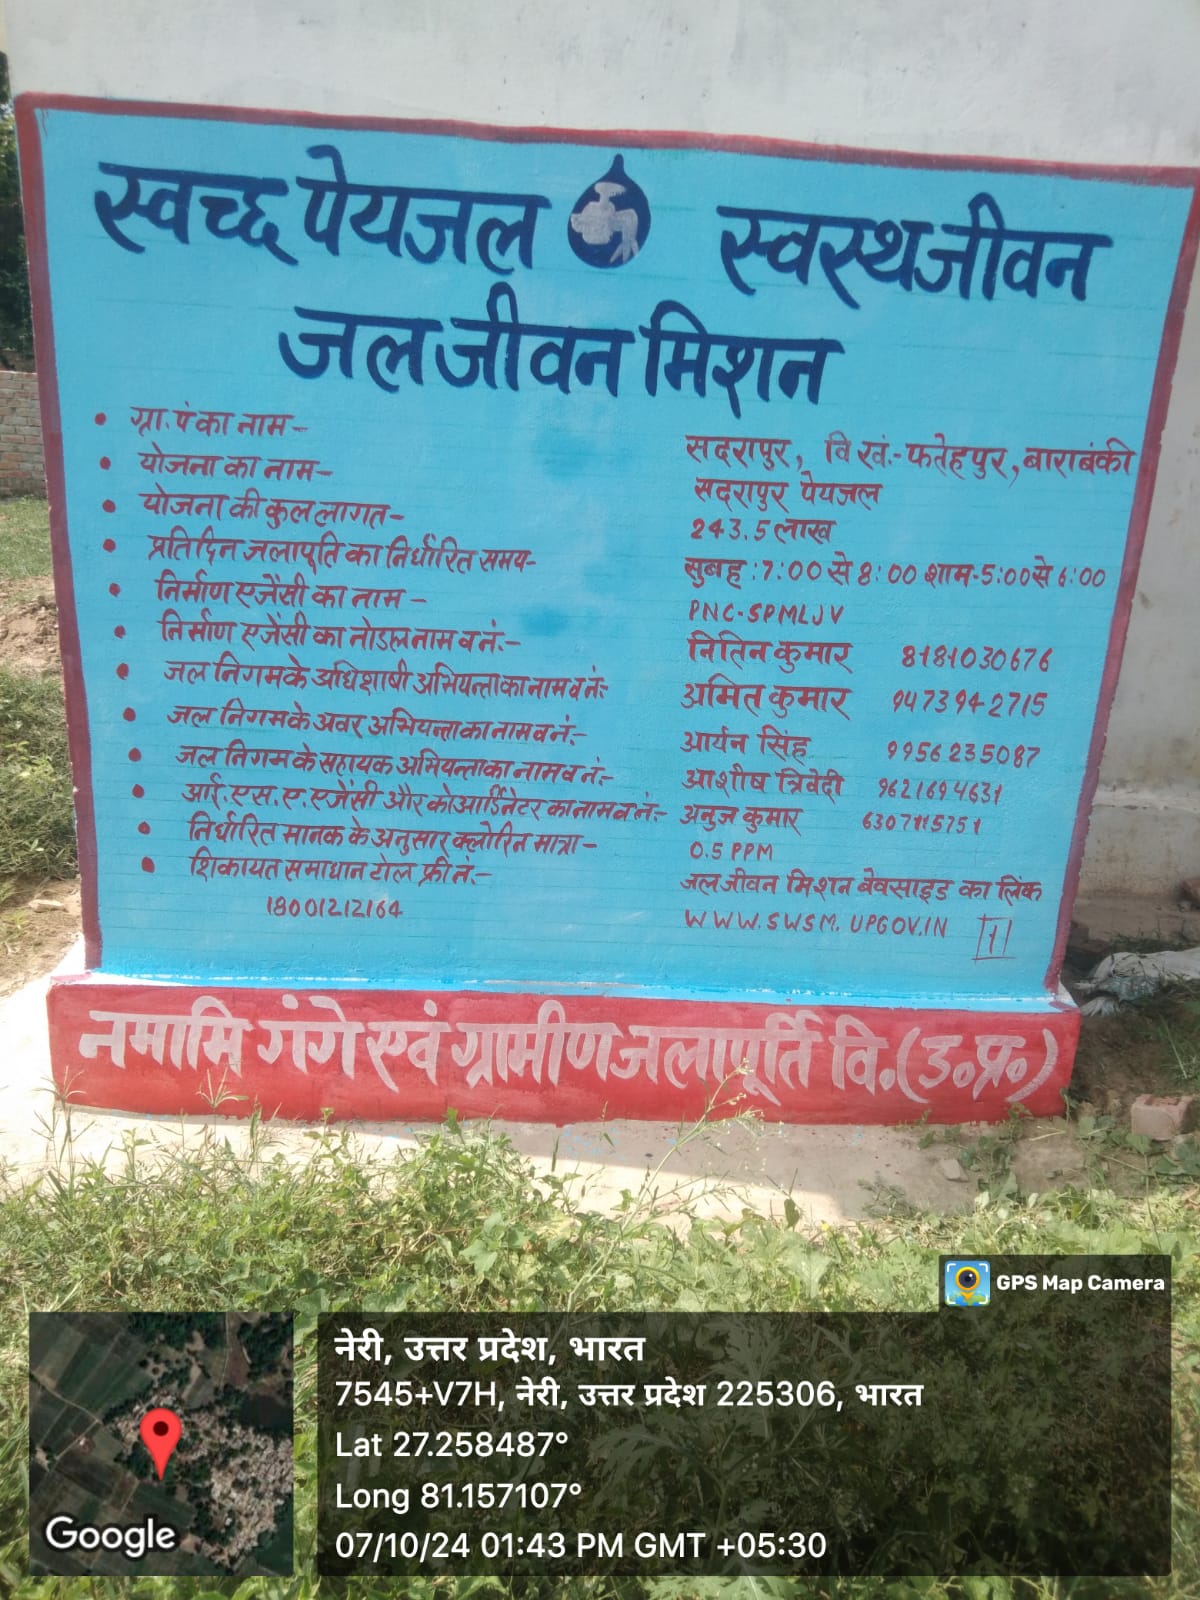 स्वच्छ पेयजल स्वस्थ जीवन
जल जीवन मिशन
• ग्रा.पं का नाम – सदरापुर, वि.खं.-फतेहपुर, बाराबंकी
• योजना का नाम – सदरापुर पेयजल
• योजना की कुल लागत – 243.5 लाख
• प्रतिदिन जलापूर्ति का निर्धारित समय- सुबह:7:00 से 8:00 शाम-5:00 से 6:00
• निर्माण एजेंसी का नाम – PNC-SPMLJV
• निर्माण एजेंसी का नोडल नाम व नं:- नितिन कुमार 8181030676
• जल निगम के अधिशाषी अभियन्ता का नाम व नं:- अमित कुमार 9473942715
• जल निगम के अवर अभियन्ता का नाम व नं:- आर्यन सिंह 9956235087
• जल निगम के सहायक अभियन्ता का नाम व नं:- आशीष त्रिवेदी 9621694631
• आई.एस.ए. एजेंसी और कोआर्डिनेटर का नाम व नं:- अनुज कुमार 6307115751
• निर्धारित मानक के अनुसार क्लोरिन मात्रा – 0.5 PPM
• शिकायत समाधान टोल फ्री नं:- जल जीवन मिशन बेवसाइड का लिंक
18001212164 WWW.SWSM.UPGOV.IN 1
नमामि गंगे एवं ग्रामीण जलापूर्ति वि.(उ.प्र.)
GPS Map Camera
नेरी, उत्तर प्रदेश, भारत
7545+V7H, नेरी, उत्तर प्रदेश 225306, भारत
Lat 27.258487°
Long 81.157107°
07/10/24 01:43 PM GMT +05:30
Google